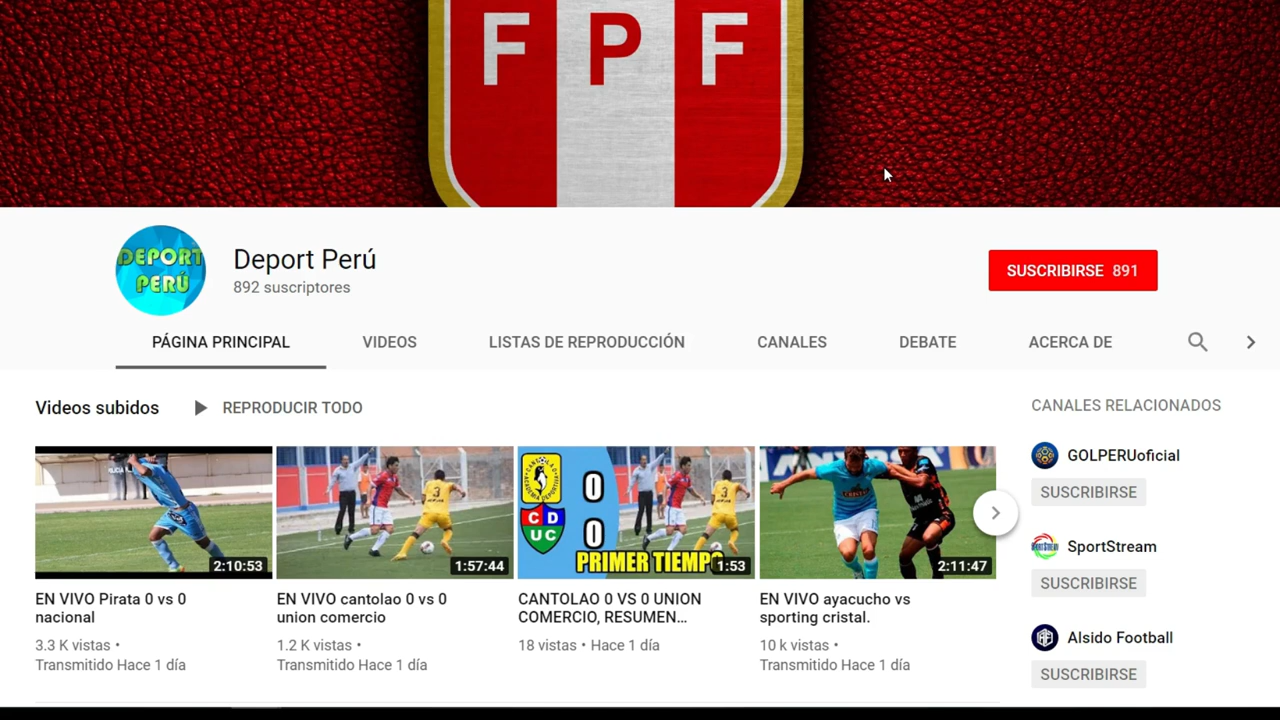 F P F
DEPORT
PERÚ
Deport Perú
892 suscriptores
SUSCRIBIRSE 891
PÁGINA PRINCIPAL
VIDEOS
LISTAS DE REPRODUCCIÓN
CANALES
DEBATE
ACERCA DE
Videos subidos
REPRODUCIR TODO
2:10:53
EN VIVO Pirata 0 vs 0
nacional
3.3 K vistas •
Transmitido Hace 1 día
3
1:57:44
EN VIVO cantolao 0 vs 0
union comercio
1.2 K vistas •
Transmitido Hace 1 día
0
C D
U C
0
3
PRIMER TIEMPO
1:53
CANTOLAO 0 VS 0 UNION
COMERCIO, RESUMEN...
18 vistas • Hace 1 día
CRISTAL
2:11:47
EN VIVO ayacucho vs
sporting cristal.
10 k vistas •
Transmitido Hace 1 día
CANALES RELACIONADOS
GOLPERUoficial
SUSCRIBIRSE
SportStream
SUSCRIBIRSE
Alsido Football
SUSCRIBIRSE